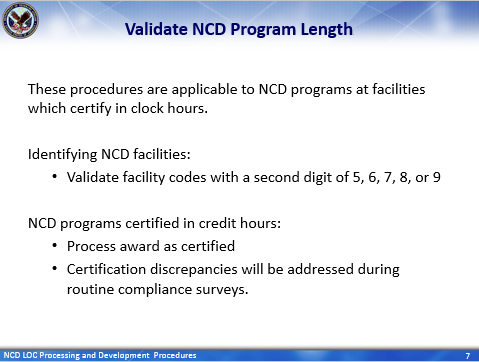 Validate NCD Program Length
These procedures are applicable to NCD programs at facilities
which certify in clock hours.
Identifying NCD facilities:
• Validate facility codes with a second digit of 5, 6, 7, 8, or 9
NCD programs certified in credit hours:
• Process award as certified
• Certification discrepancies will be addressed during
routine compliance surveys.
NCD LOC Processing and Development Procedures
7